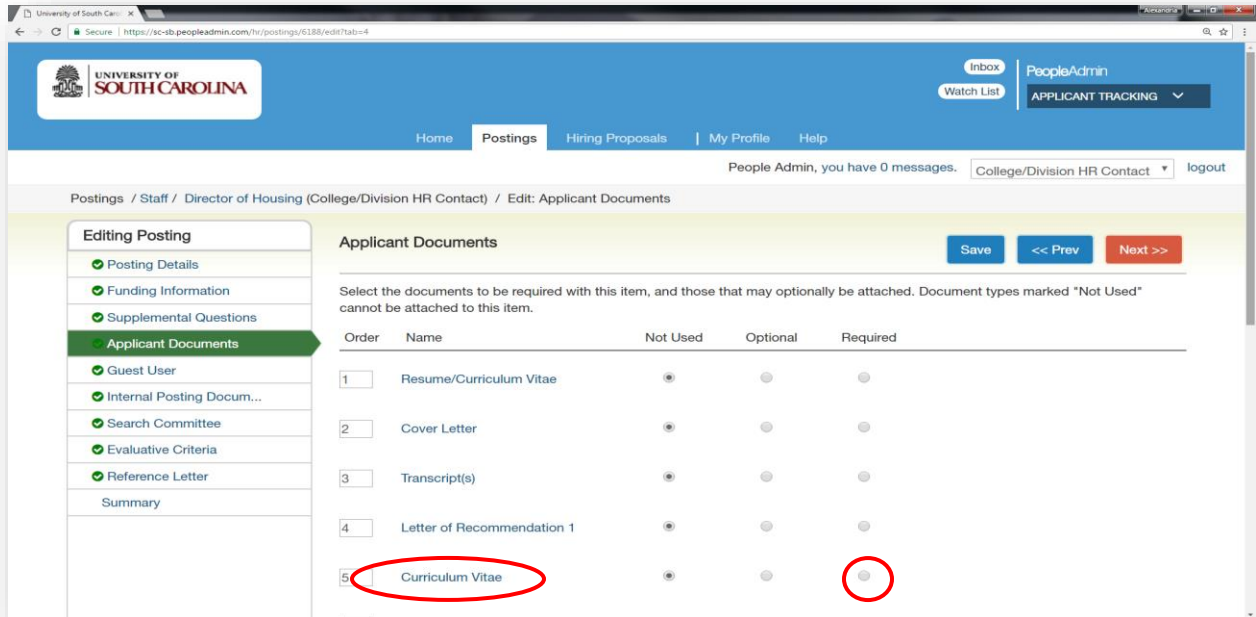 University of South Caro
Alexandria
Secure | https://sc-sb.peopleadmin.com/hr/postings/6188/edit?tab=4
UNIVERSITY OF
SOUTH CAROLINA
Inbox
Watch List
PeopleAdmin
APPLICANT TRACKING
Home Postings Hiring Proposals | My Profile Help
People Admin, you have 0 messages. College/Division HR Contact logout
Postings / Staff / Director of Housing (College/Division HR Contact) / Edit: Applicant Documents
Editing Posting
Posting Details
Funding Information
Supplemental Questions
Applicant Documents
Guest User
Internal Posting Docum...
Search Committee
Evaluative Criteria
Reference Letter
Summary
Applicant Documents
Save << Prev Next >>
Select the documents to be required with this item, and those that may optionally be attached. Document types marked "Not Used"
cannot be attached to this item.
Order Name Not Used Optional Required
1 Resume/Curriculum Vitae
2 Cover Letter
3 Transcript(s)
4 Letter of Recommendation 1
5 Curriculum Vitae